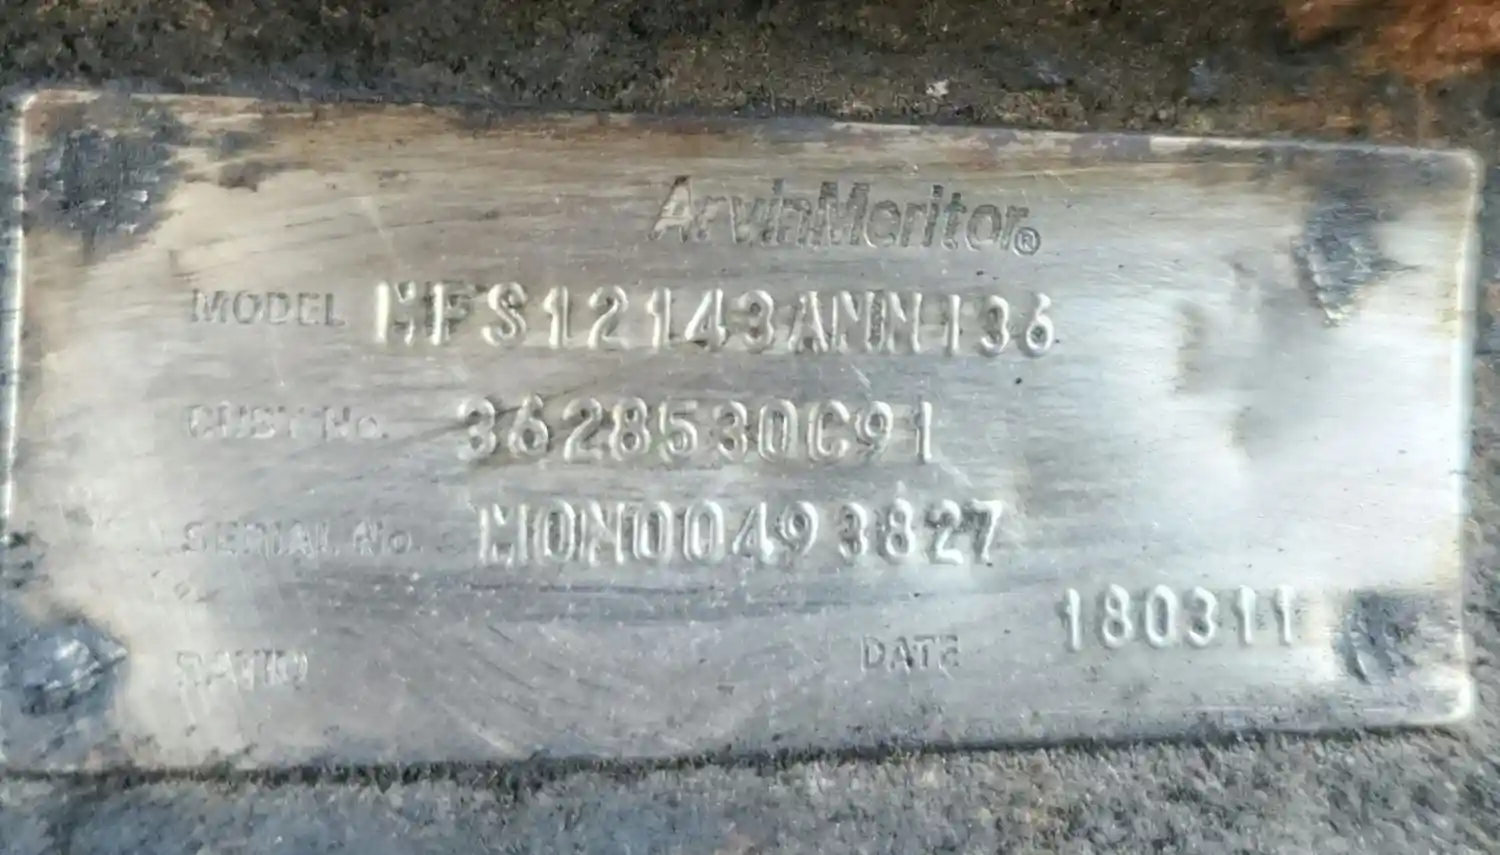 ArvinMeritor®
MODEL MFS12143ANN136
CUST No. 3628530C91
SERIAL No. MON00493827
RATIO
DATE 180311